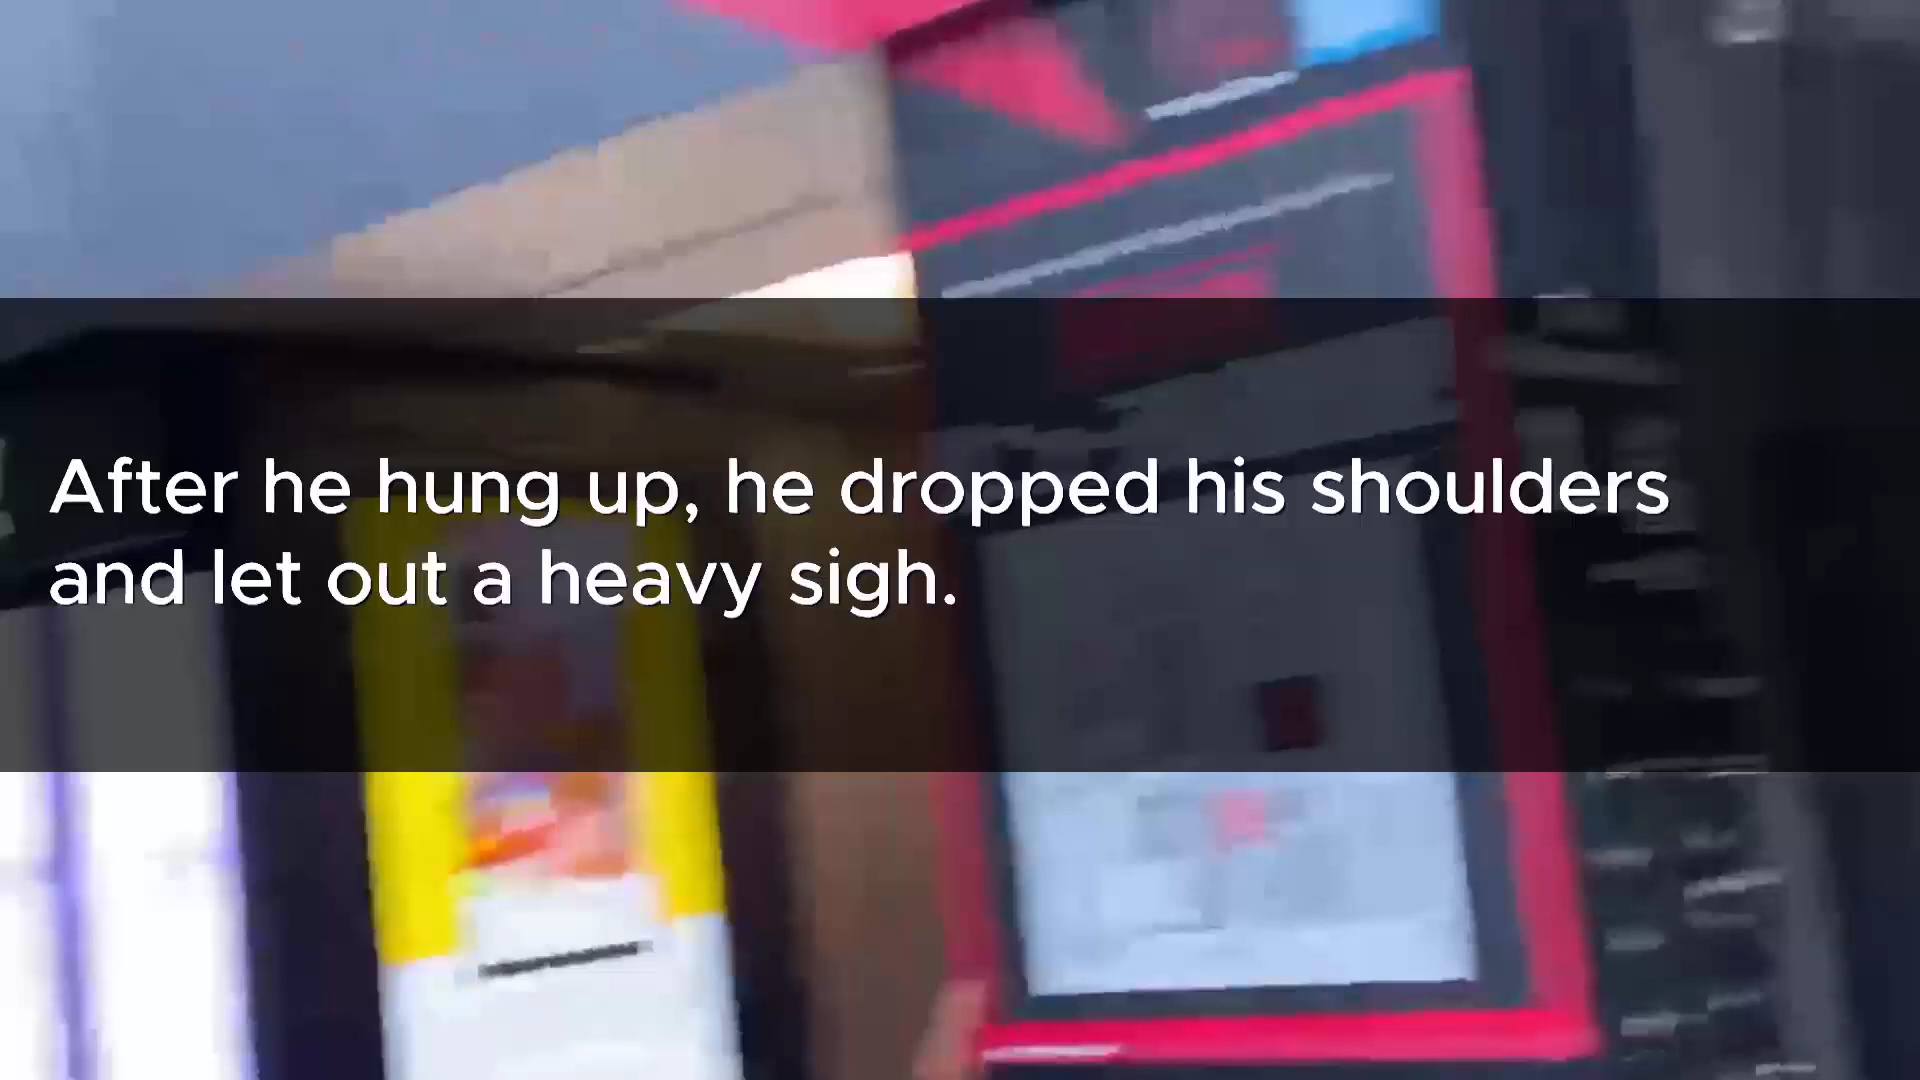 After he hung up, he dropped his shoulders
and let out a heavy sigh.